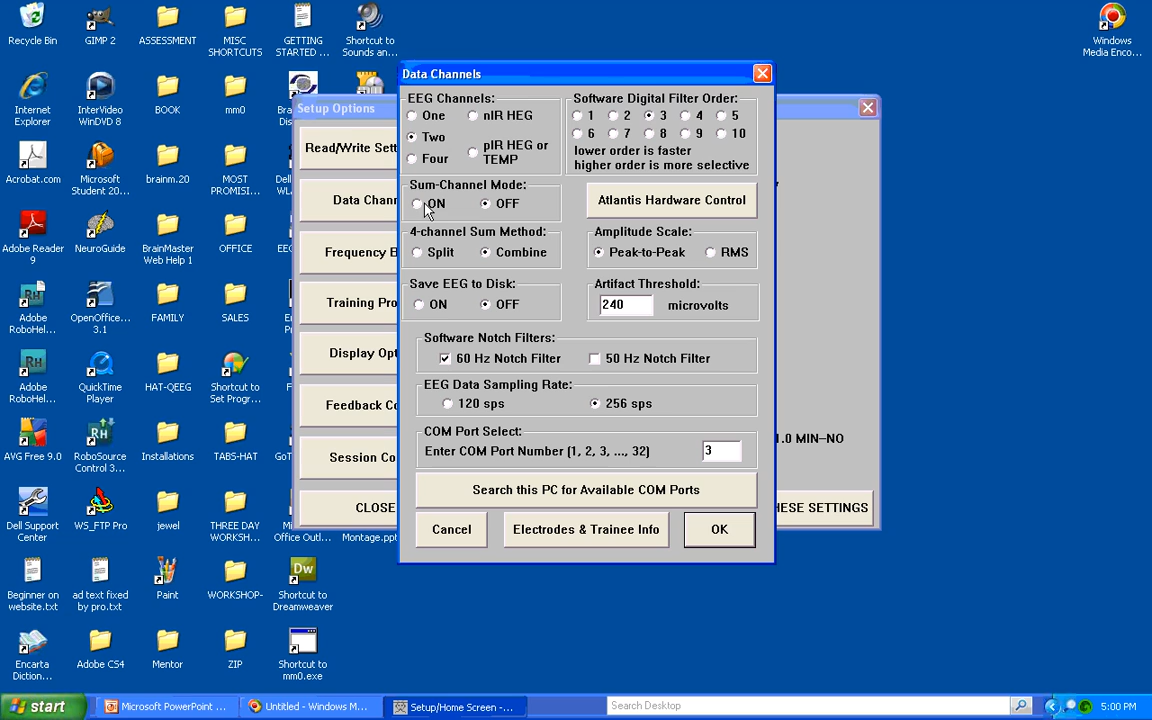 Recycle Bin
GIMP 2
ASSESSMENT
MISC
SHORTCUTS
GETTING
STARTED ...
Shortcut to
Sounds an...
Windows
Media Enco...
Internet
Explorer
InterVideo
WinDVD 8
BOOK
mm0
Acrobat.com
Microsoft
Student 20...
brainm.20
MOST
PROMISI...
Adobe Reader
9
NeuroGuide
BrainMaster
Web Help 1
OFFICE
Adobe
RoboHel...
OpenOffice...
3.1
FAMILY
SALES
Adobe
RoboHe...
QuickTime
Player
HAT-QEEG
Shortcut to
Set Progr...
AVG Free 9.0
RoboSource
Control 3...
Installations
TABS-HAT
Dell Support
Center
WS_FTP Pro
jewel
THREE DAY
WORKSH...
Office Outl...
Montage.ppt
Beginner on
website.txt
ad text fixed
by pro.txt
Paint
WORKSHOP-
Shortcut to
Dreamweaver
Encarta
Diction...
Adobe CS4
Mentor
ZIP
Shortcut to
mm0.exe
Setup Options
Read/Write Sett
Data Chann
Frequency B
Training Pro
Display Opt
Feedback Co
Session Co
CLOSE
1.0 MIN--NO
HESE SETTINGS
Data Channels
EEG Channels:
One
nIR HEG
Two
pIR HEG or
TEMP
Four
Software Digital Filter Order:
1 2 3 4 5
6 7 8 9 10
lower order is faster
higher order is more selective
Sum-Channel Mode:
ON OFF
Atlantis Hardware Control
4-channel Sum Method:
Split Combine
Amplitude Scale:
Peak-to-Peak RMS
Save EEG to Disk:
ON OFF
Artifact Threshold:
240 microvolts
Software Notch Filters:
60 Hz Notch Filter 50 Hz Notch Filter
EEG Data Sampling Rate:
120 sps 256 sps
COM Port Select:
Enter COM Port Number (1, 2, 3, ..., 32) 3
Search this PC for Available COM Ports
Cancel
Electrodes & Trainee Info
OK
start
Microsoft PowerPoint ...
Untitled - Windows M...
Setup/Home Screen -...
Search Desktop
5:00 PM